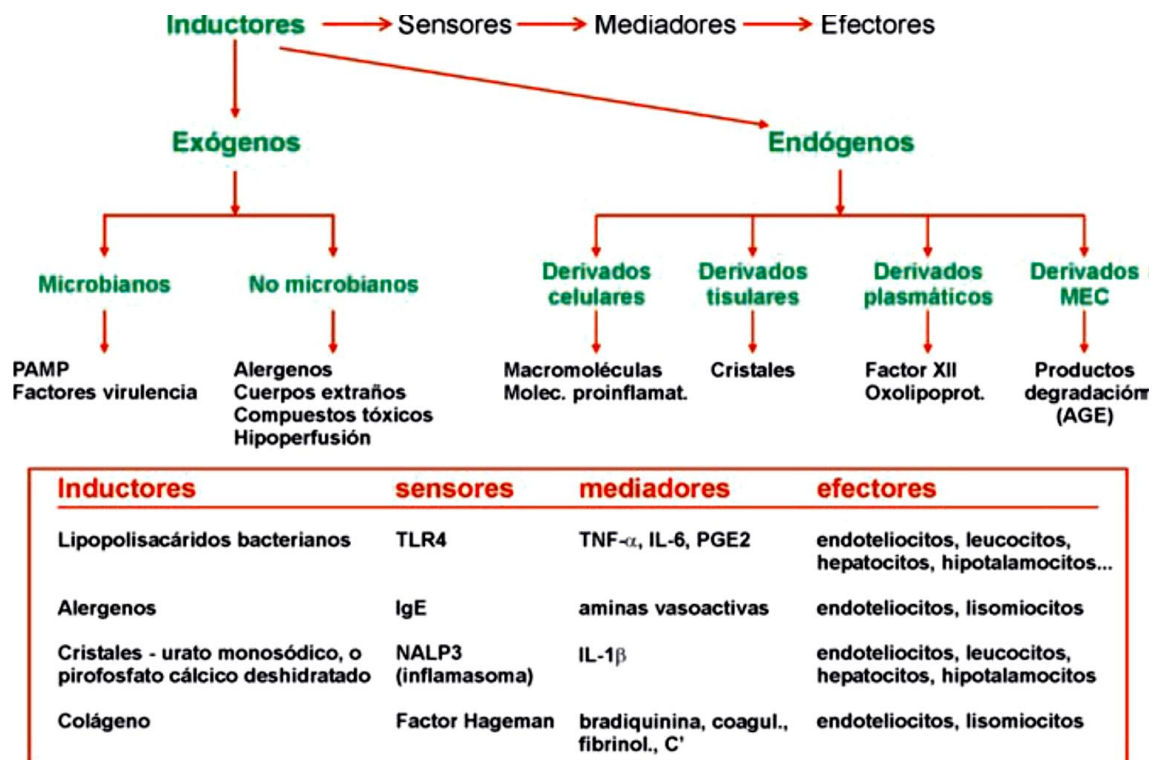 Inductores Sensores Mediadores Efectores
Exógenos Endógenos
Microbianos
No microbianos
Derivados
celulares
Derivados
tisulares
Derivados
plasmáticos
Derivados
MEC
PAMP
Factores virulencia
Alergenos
Cuerpos extraños
Compuestos tóxicos
Hipoperfusión
Macromoléculas
Molec. proinflamat.
Cristales
Factor XII
Oxolipoprot.
Productos
degradación
(AGE)
Inductores sensores mediadores efectores
Lipopolisacáridos bacterianos TLR4 TNF-α, IL-6, PGE2 endoteliocitos, leucocitos,
hepatocitos, hipotalamocitos...
Alergenos IgE aminas vasoactivas endoteliocitos, lisomiocitos
Cristales - urato monosódico, o NALP3 IL-1β endoteliocitos, leucocitos,
pirofosfato cálcico deshidratado (inflamasoma) hepatocitos, hipotalamocitos
Colágeno Factor Hageman bradiquinina, coagul., endoteliocitos, lisomiocitos
fibrinol., C'